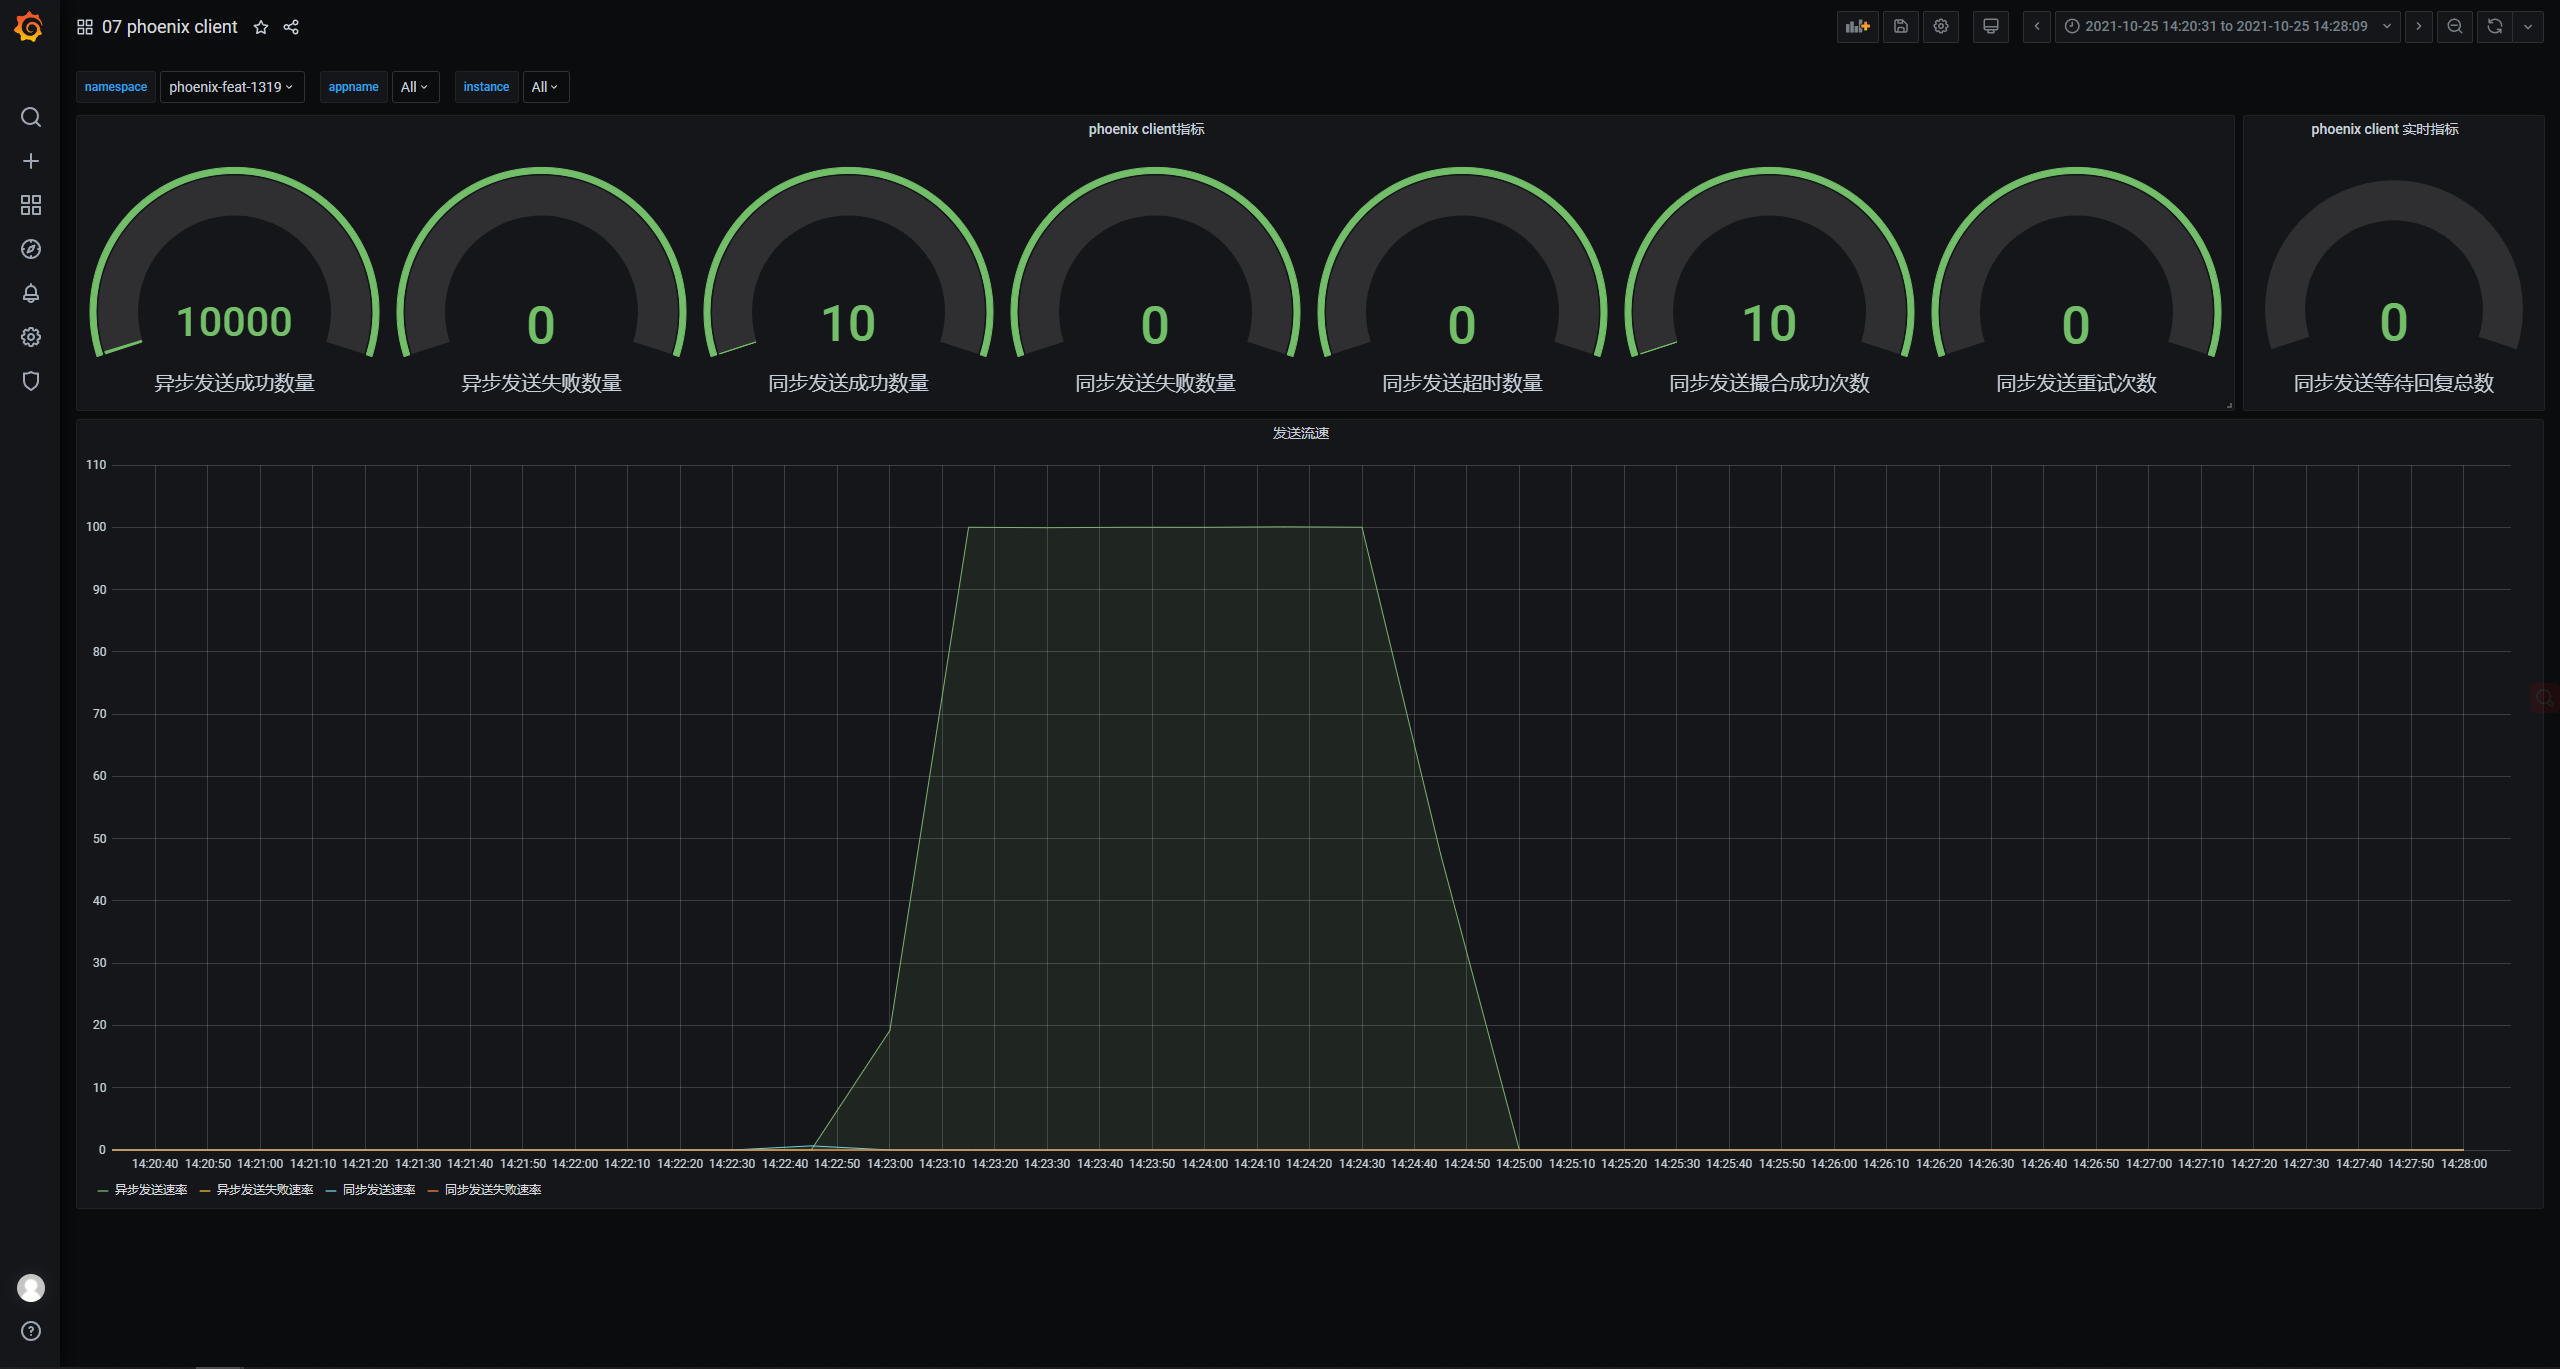 07 phoenix client
2021-10-25 14:20:31 to 2021-10-25 14:28:09
namespace phoenix-feat-1319 appname All instance All
phoenix client指标
10000 0 10 0 0 10 0
异步发送成功数量 异步发送失败数量 同步发送成功数量 同步发送失败数量 同步发送超时数量 同步发送撮合成功次数 同步发送重试次数
phoenix client 实时指标
0
同步发送等待回复总数
发送流速
110
100
90
80
70
60
50
40
30
20
10
0
14:20:40 14:20:50 14:21:00 14:21:10 14:21:20 14:21:30 14:21:40 14:21:50 14:22:00 14:22:10 14:22:20 14:22:30 14:22:40 14:22:50 14:23:00 14:23:10 14:23:20 14:23:30 14:23:40 14:23:50 14:24:00 14:24:10 14:24:20 14:24:30 14:24:40 14:24:50 14:25:00 14:25:10 14:25:20 14:25:30 14:25:40 14:25:50 14:26:00 14:26:10 14:26:20 14:26:30 14:26:40 14:26:50 14:27:00 14:27:10 14:27:20 14:27:30 14:27:40 14:27:50 14:28:00
异步发送速率 异步发送失败速率 同步发送速率 同步发送失败速率